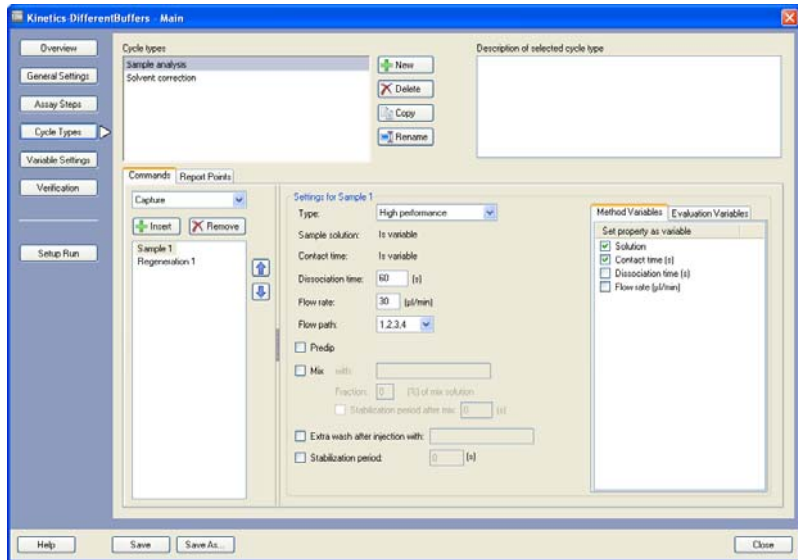 Kinetics-DifferentBuffers - Main
Overview
General Settings
Assay Steps
Cycle Types
Variable Settings
Verification
Setup Run
Cycle types
Sample analysis
Solvent correction
New
Delete
Copy
Rename
Description of selected cycle type
Commands Report Points
Capture
Insert Remove
Sample 1
Regeneration 1
Settings for Sample 1
Type: High performance
Sample solution: Is variable
Contact time: Is variable
Dissociation time: 60 (s)
Flow rate: 30 (µl/min)
Flow path: 1,2,3,4
Predip
Mix with:
Fraction: 0 (%) of mix solution
Stabilization period after mix: 0 (s)
Extra wash after injection with:
Stabilization period: 0 (s)
Method Variables Evaluation Variables
Set property as variable
Solution
Contact time (s)
Dissociation time (s)
Flow rate (µl/min)
Help Save Save As... Close